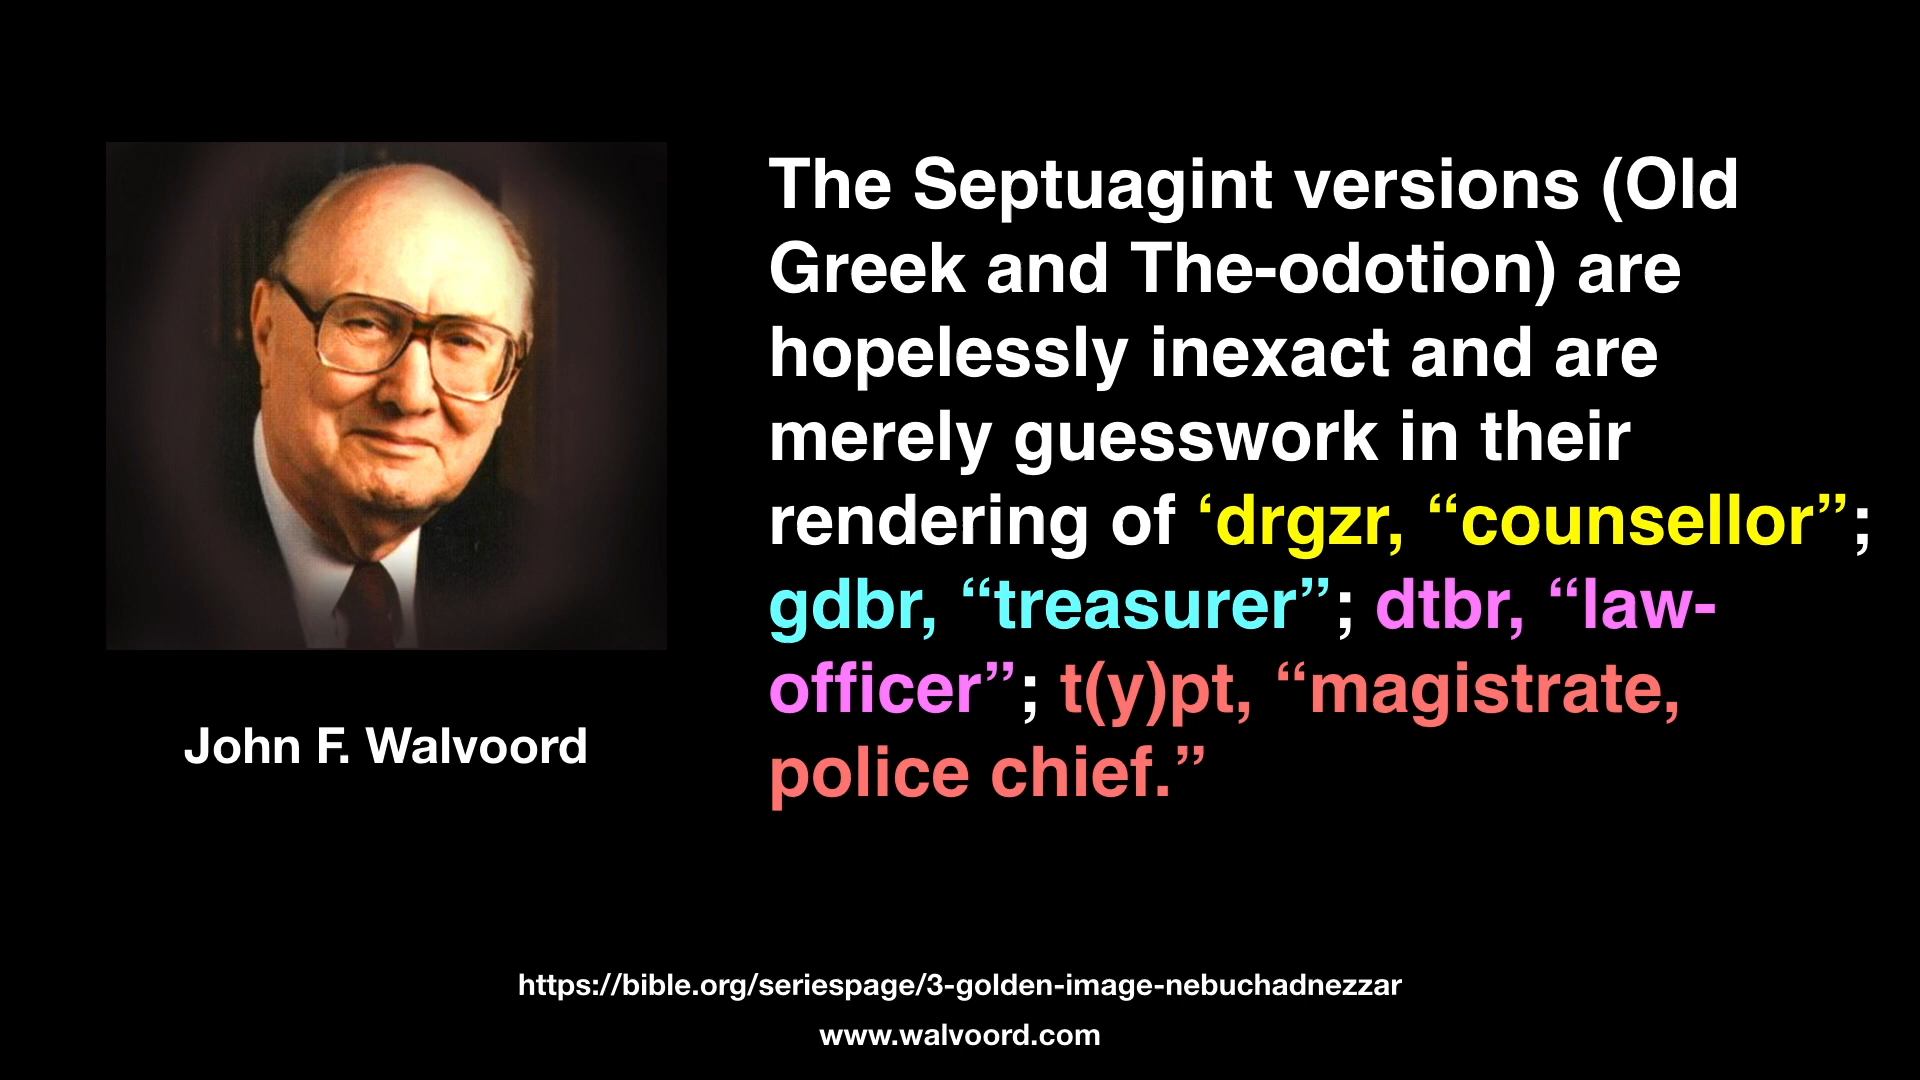 The Septuagint versions (Old
Greek and The-odotion) are
hopelessly inexact and are
merely guesswork in their
rendering of ‘drgzr, “counsellor”;
gdbr, “treasurer”; dtbr, “law-
officer”; t(y)pt, “magistrate,
police chief.”
John F. Walvoord
https://bible.org/seriespage/3-golden-image-nebuchadnezzar
www.walvoord.com